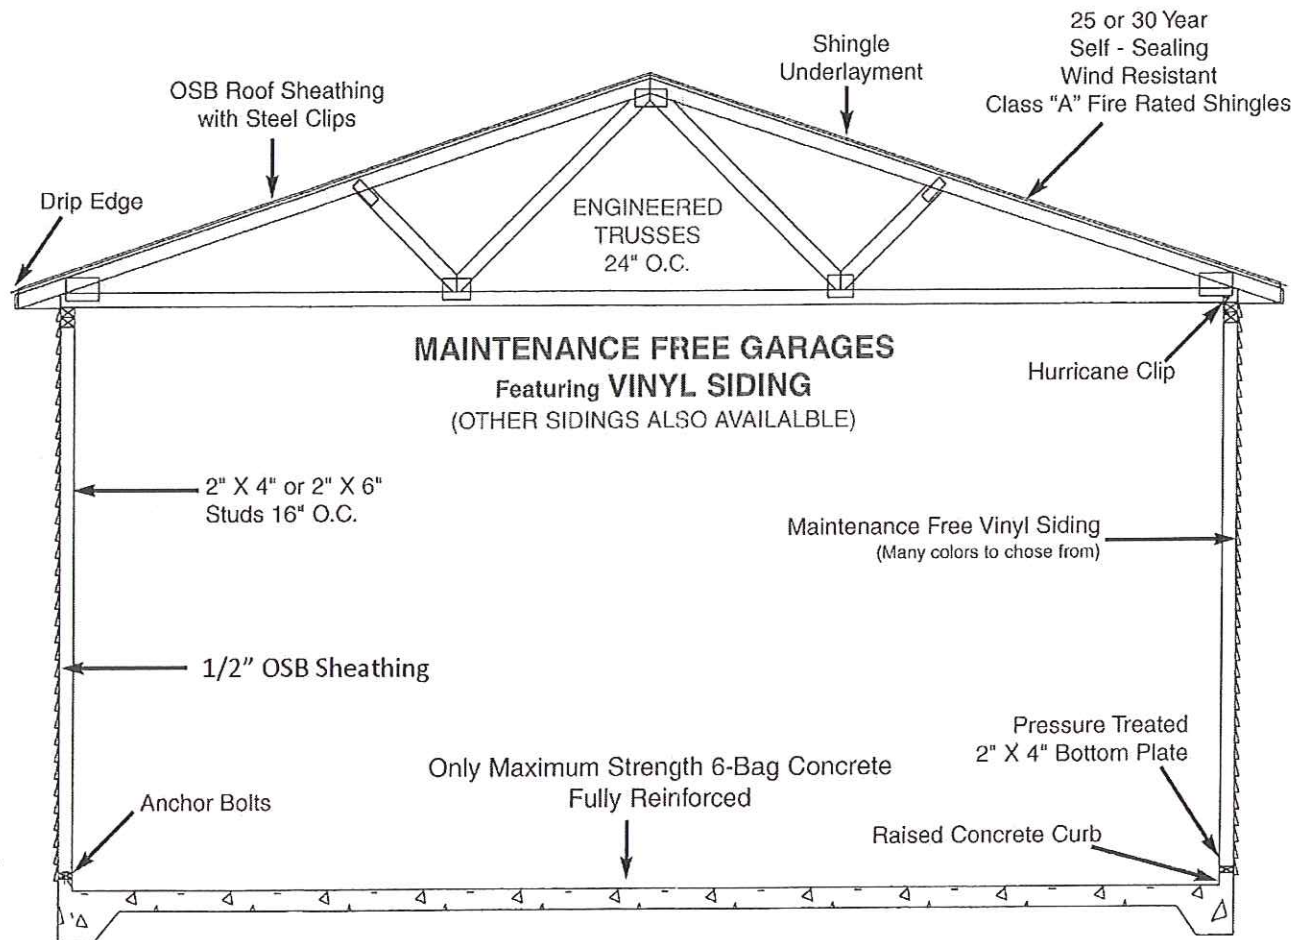 25 or 30 Year
Self - Sealing
Wind Resistant
Class "A" Fire Rated Shingles
Shingle
Underlayment
OSB Roof Sheathing
with Steel Clips
Drip Edge
ENGINEERED
TRUSSES
24" O.C.
MAINTENANCE FREE GARAGES
Featuring VINYL SIDING
(OTHER SIDINGS ALSO AVAILALBLE)
Hurricane Clip
2" X 4" or 2" X 6"
Studs 16" O.C.
Maintenance Free Vinyl Siding
(Many colors to chose from)
1/2" OSB Sheathing
Pressure Treated
2" X 4" Bottom Plate
Only Maximum Strength 6-Bag Concrete
Fully Reinforced
Anchor Bolts
Raised Concrete Curb